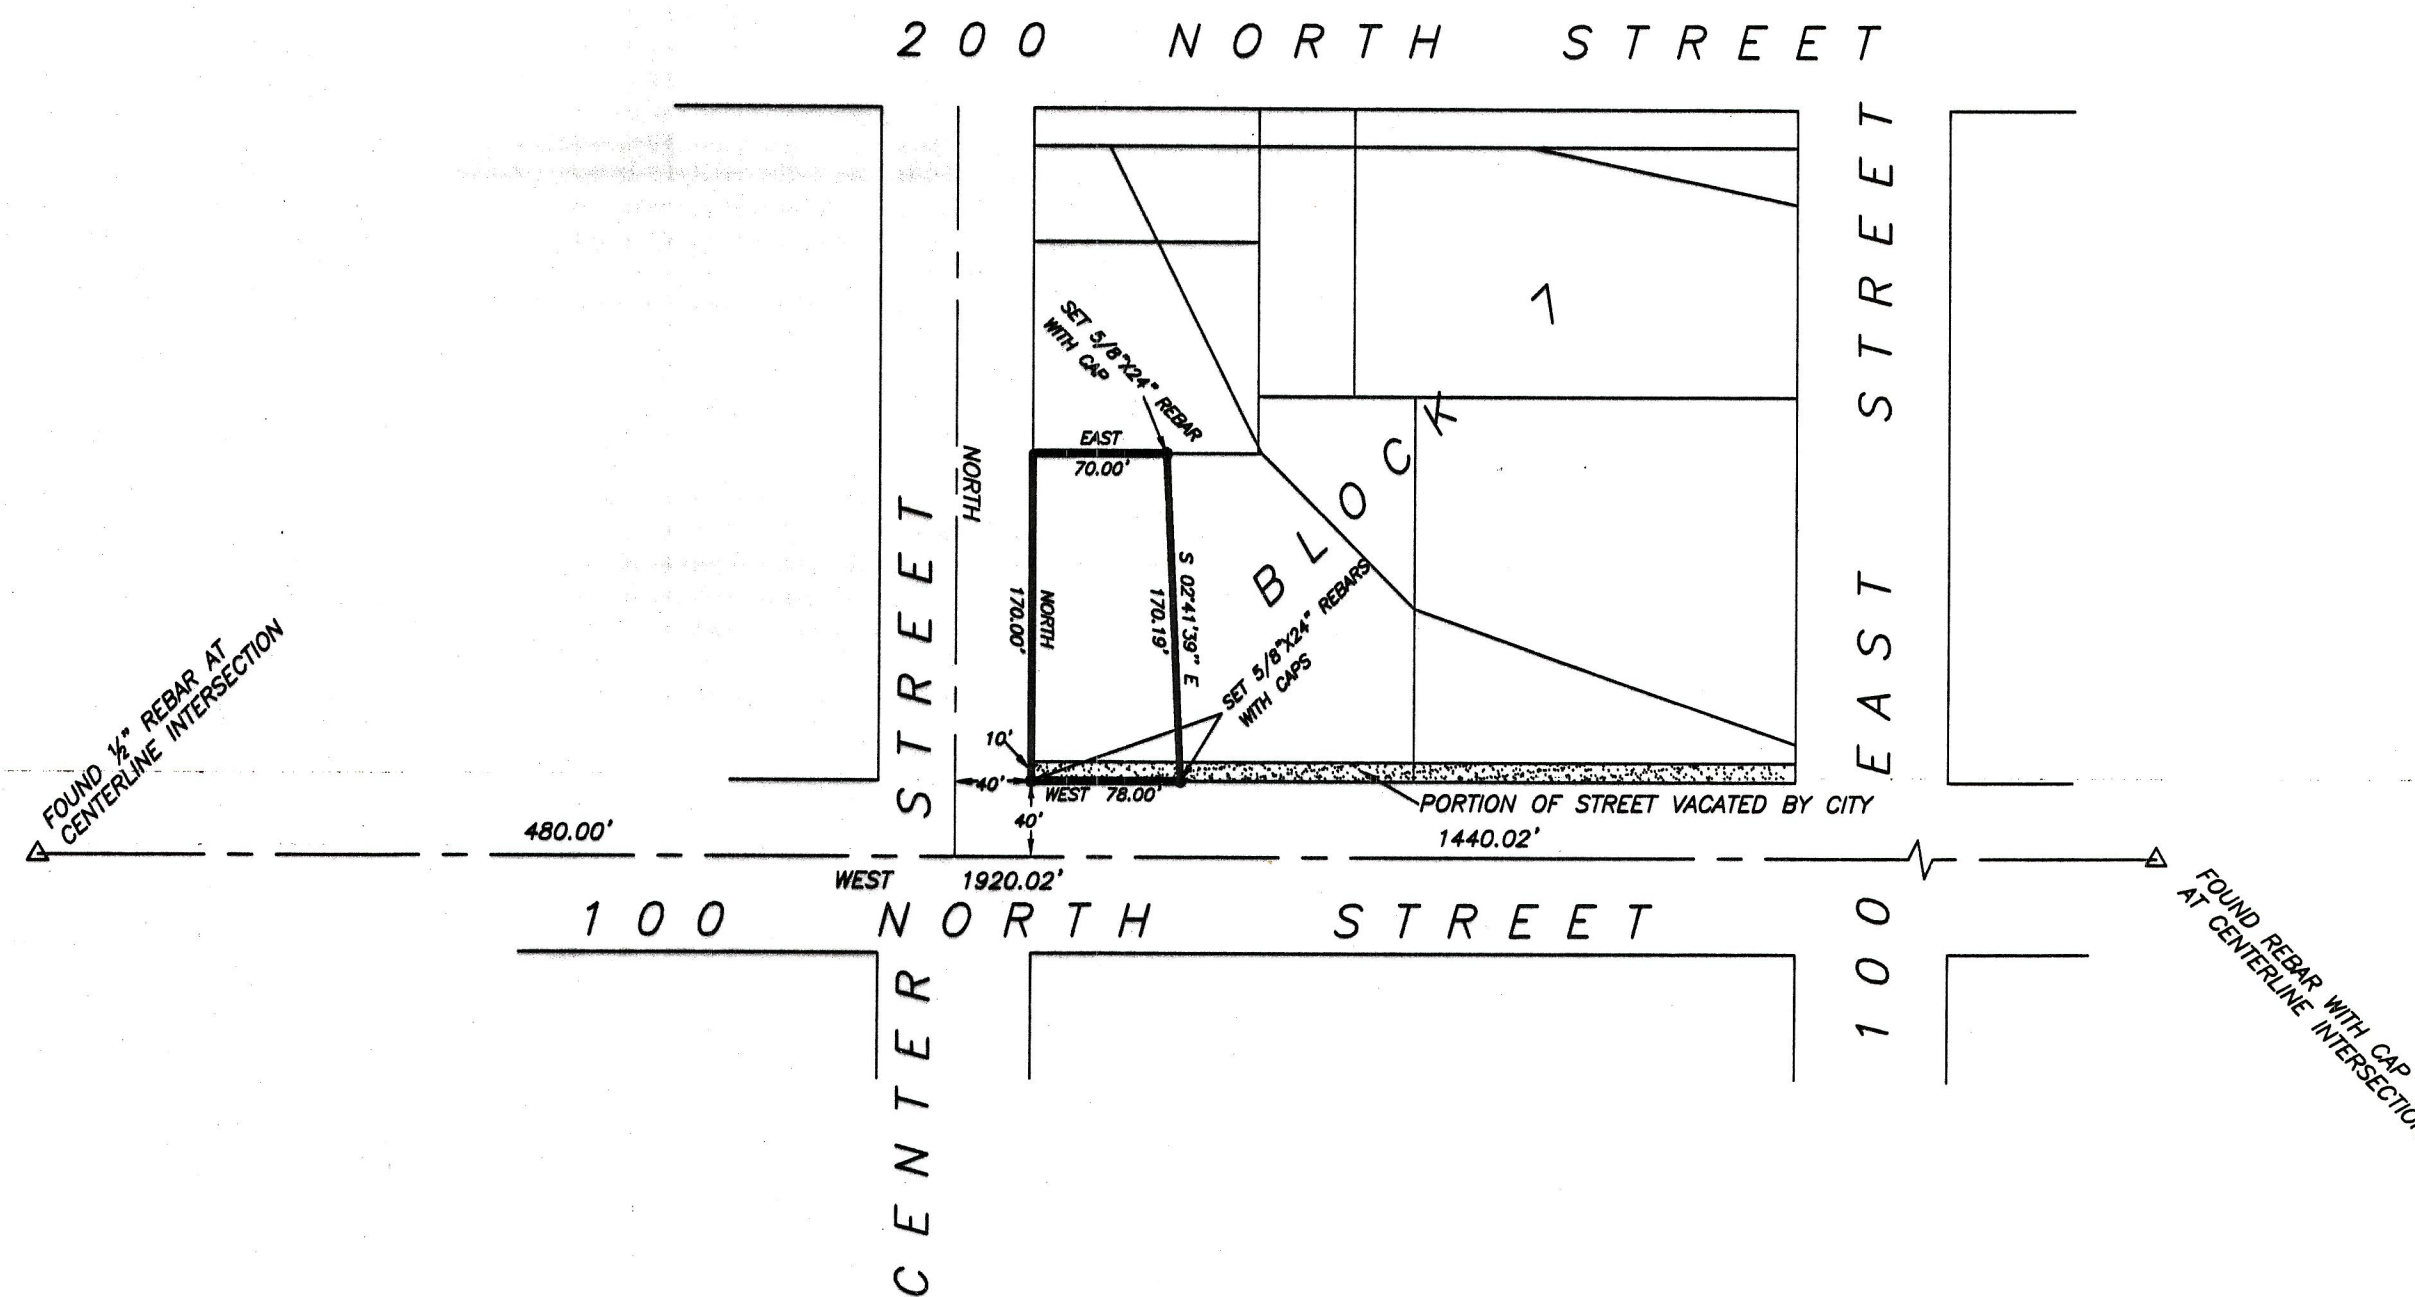 200 NORTH STREET
SET 5/8"X24" REBAR
WITH CAP
7
BLOCK
EAST
70.00'
NORTH
NORTH
170.00'
S 02°41'39" E
170.19'
SET 5/8"X24" REBARS
WITH CAPS
10'
40'
40'
WEST 78.00'
PORTION OF STREET VACATED BY CITY
FOUND 1/2" REBAR AT
CENTERLINE INTERSECTION
480.00'
1440.02'
WEST 1920.02'
100 NORTH STREET
CENTER STREET
100 EAST STREET
FOUND REBAR WITH CAP
AT CENTERLINE INTERSECTION